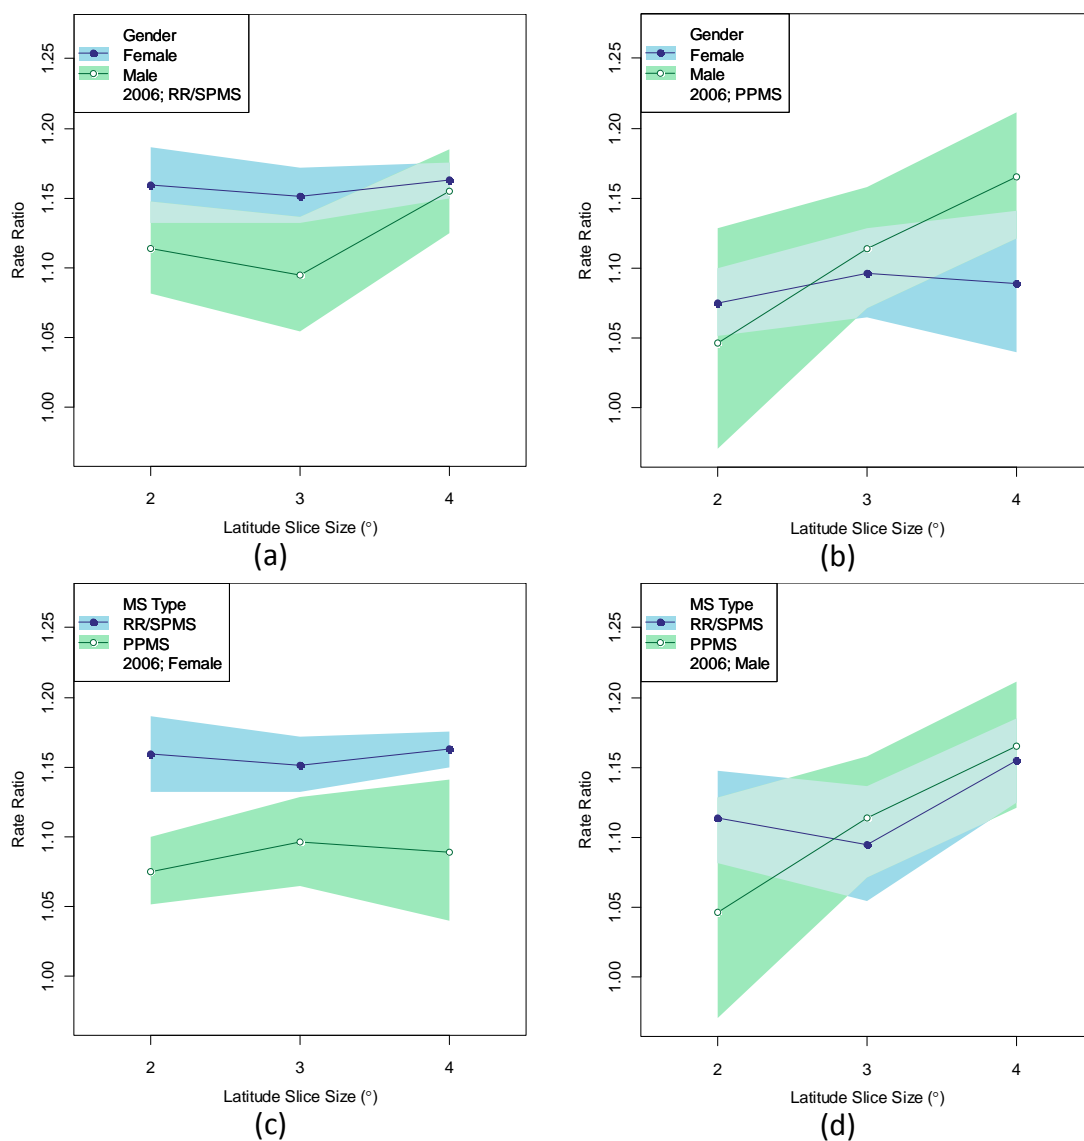 Gender
Female
Male
2006; RR/SPMS
Rate Ratio
1.25
1.20
1.15
1.10
1.05
1.00
2 3 4
Latitude Slice Size (°)
(a)
Gender
Female
Male
2006; PPMS
Rate Ratio
1.25
1.20
1.15
1.10
1.05
1.00
2 3 4
Latitude Slice Size (°)
(b)
MS Type
RR/SPMS
PPMS
2006; Female
Rate Ratio
1.25
1.20
1.15
1.10
1.05
1.00
2 3 4
Latitude Slice Size (°)
(c)
MS Type
RR/SPMS
PPMS
2006; Male
Rate Ratio
1.25
1.20
1.15
1.10
1.05
1.00
2 3 4
Latitude Slice Size (°)
(d)